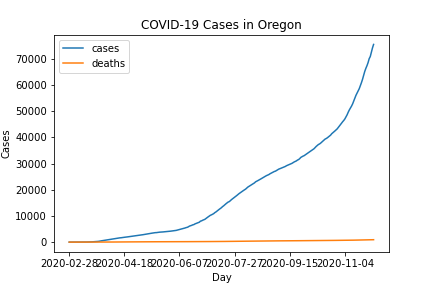 COVID-19 Cases in Oregon
cases
deaths
70000
60000
50000
40000
30000
20000
10000
0
Cases
2020-02-28 2020-04-18 2020-06-07 2020-07-27 2020-09-15 2020-11-04
Day